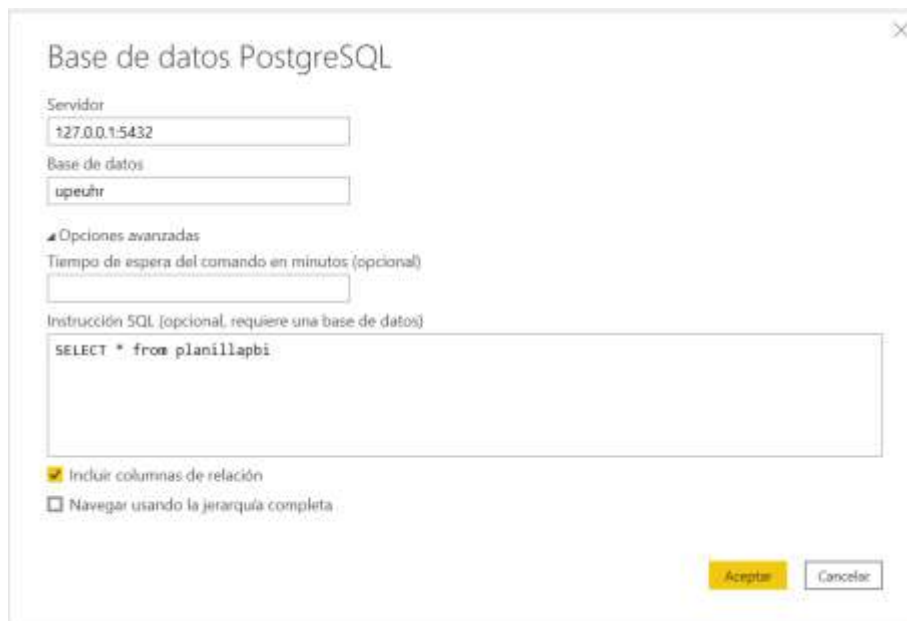 Base de datos PostgreSQL
Servidor
127.0.0.1:5432
Base de datos
upeuhr
Opciones avanzadas
Tiempo de espera del comando en minutos (opcional)
Instrucción SQL (opcional, requiere una base de datos)
SELECT * from planillapbi
Incluir columnas de relación
Navegar usando la jerarquía completa
Aceptar Cancelar